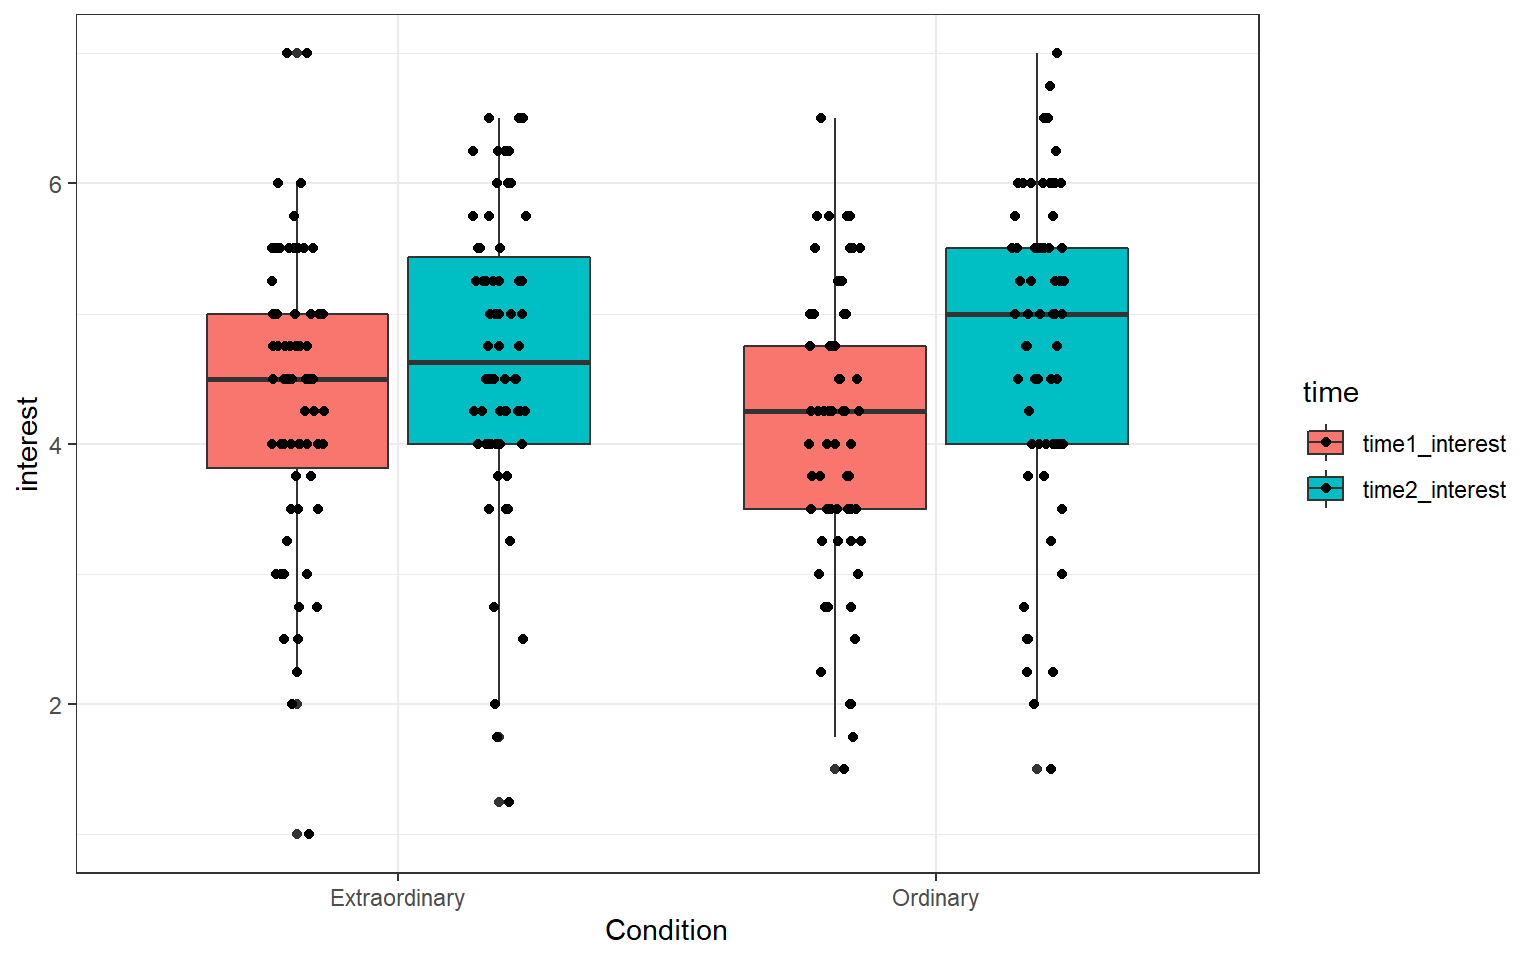 interest
6
4
2
Extraordinary
Ordinary
Condition
time
time1_interest
time2_interest